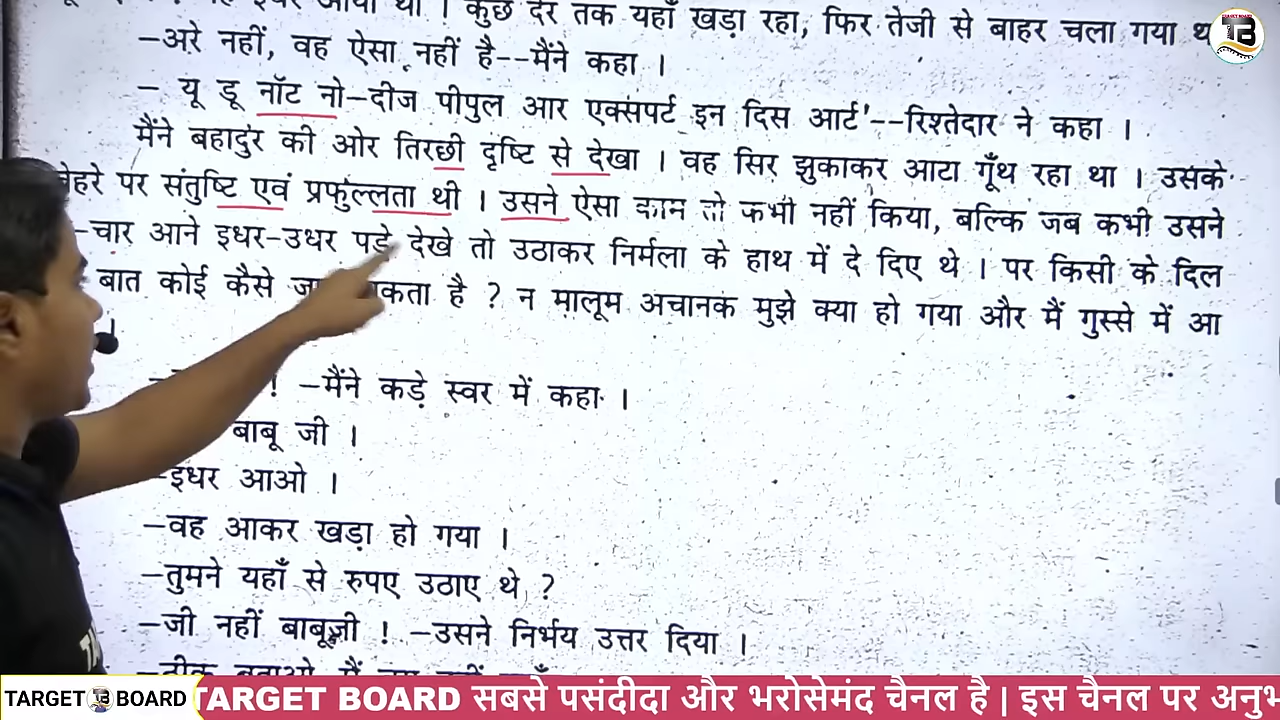 कुछ देर तक यहाँ खड़ा रहा, फिर तेजी से बाहर चला गया
–अरे नहीं, वह ऐसा नहीं है--मैंने कहा ।
– यू डू नॉट नो–दीज पीपुल आर एक्सपर्ट इन दिस आर्ट'--रिश्तेदार ने कहा ।
मैंने बहादुर की ओर तिरछी दृष्टि से देखा । वह सिर झुकाकर आटा गूँथ रहा था । उसके
चेहरे पर संतुष्टि एवं प्रफुल्लता थी । उसने ऐसा काम तो कभी नहीं किया, बल्कि जब कभी उसने
–चार आने इधर–उधर पड़े देखे तो उठाकर निर्मला के हाथ में दे दिए थे । पर किसी के दिल
बात कोई कैसे सकता है ? न मालूम अचानक मुझे क्या हो गया और मैं गुस्से में आ
! –मैंने कड़े स्वर में कहा ।
बाबू जी ।
–इधर आओ ।
–वह आकर खड़ा हो गया ।
–तुमने यहाँ से रुपए उठाए थे ?
–जी नहीं बाबूजी ! –उसने निर्भय उत्तर दिया ।
TB
TARGET TB BOARD
TARGET BOARD सबसे पसंदीदा और भरोसेमंद चैनल है | इस चैनल पर